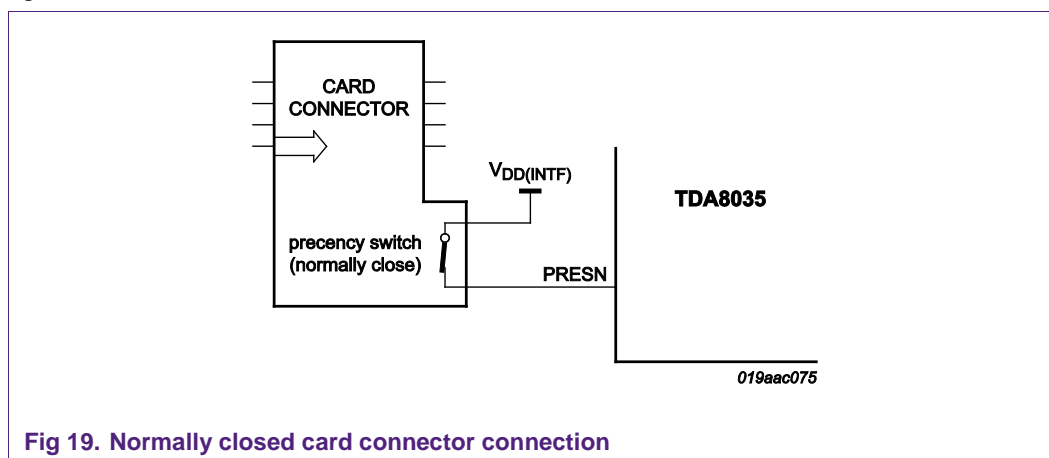 CARD
CONNECTOR
VDD(INTF)
TDA8035
precency switch
(normally close)
PRESN
019aac075
Fig 19. Normally closed card connector connection